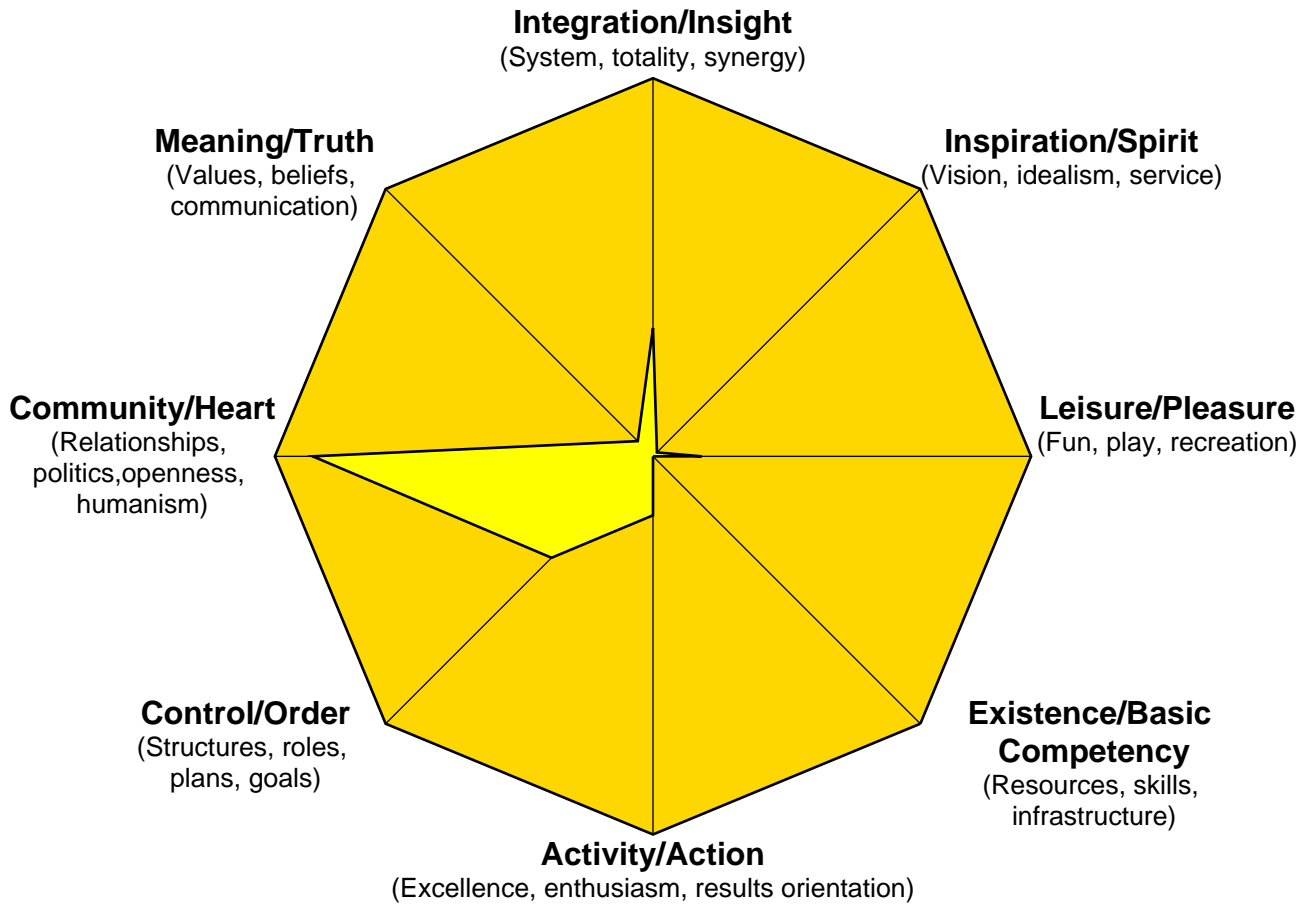 Integration/Insight
(System, totality, synergy)
Meaning/Truth
(Values, beliefs,
communication)
Inspiration/Spirit
(Vision, idealism, service)
Community/Heart
(Relationships,
politics,openness,
humanism)
Leisure/Pleasure
(Fun, play, recreation)
Control/Order
(Structures, roles,
plans, goals)
Existence/Basic
Competency
(Resources, skills,
infrastructure)
Activity/Action
(Excellence, enthusiasm, results orientation)